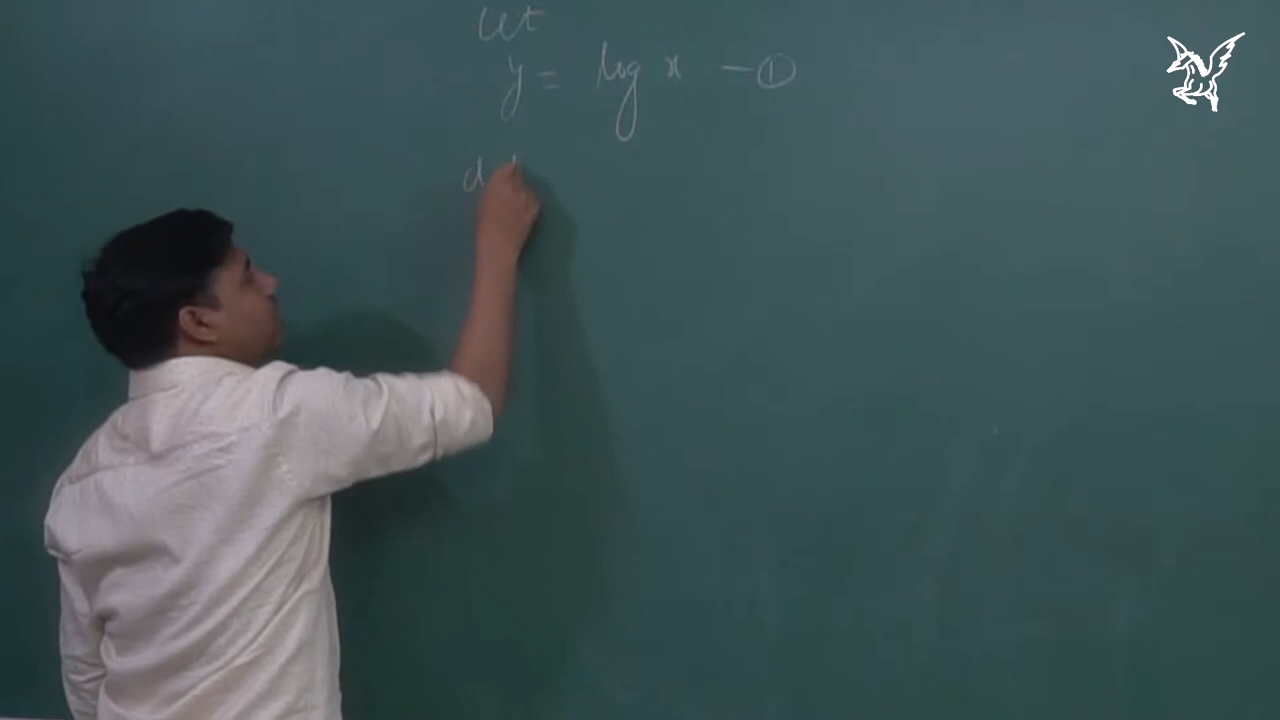 Let
y = log x — ①
d